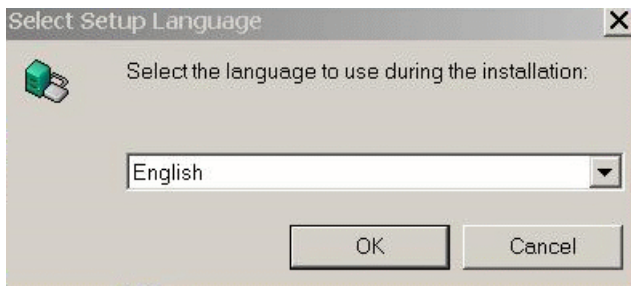 Select Setup Language
Select the language to use during the installation:
English
OK
Cancel